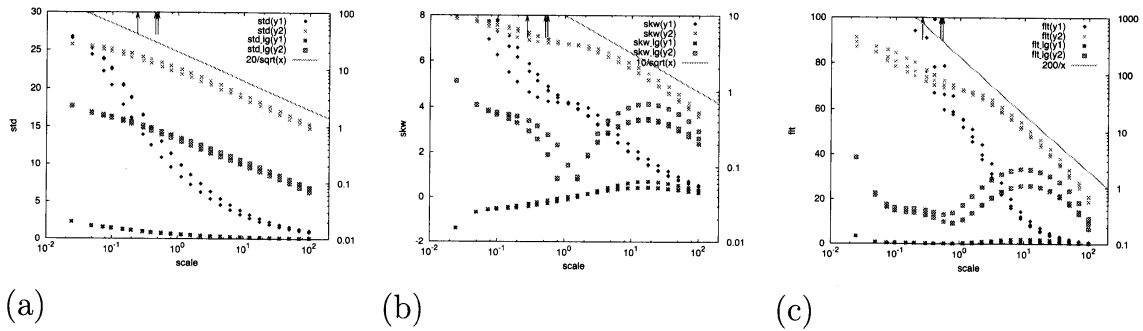 30
25
20
15
10
5
0
std
10^-2
10^-1
10^0
10^1
10^2
scale
100
10
1
0.1
0.01
std(y1)
std(y2)
std_lg(y1)
std_lg(y2)
20/sqrt(x)
(a)
8
6
4
2
0
-2
skw
10^-2
10^-1
10^0
10^1
10^2
scale
10
1
0.1
0.01
skw(y1)
skw(y2)
skw_lg(y1)
skw_lg(y2)
10/sqrt(x)
(b)
100
80
60
40
20
0
flt
10^-2
10^-1
10^0
10^1
10^2
scale
1000
100
10
1
0.1
flt(y1)
flt(y2)
flt_lg(y1)
flt_lg(y2)
200/x
(c)